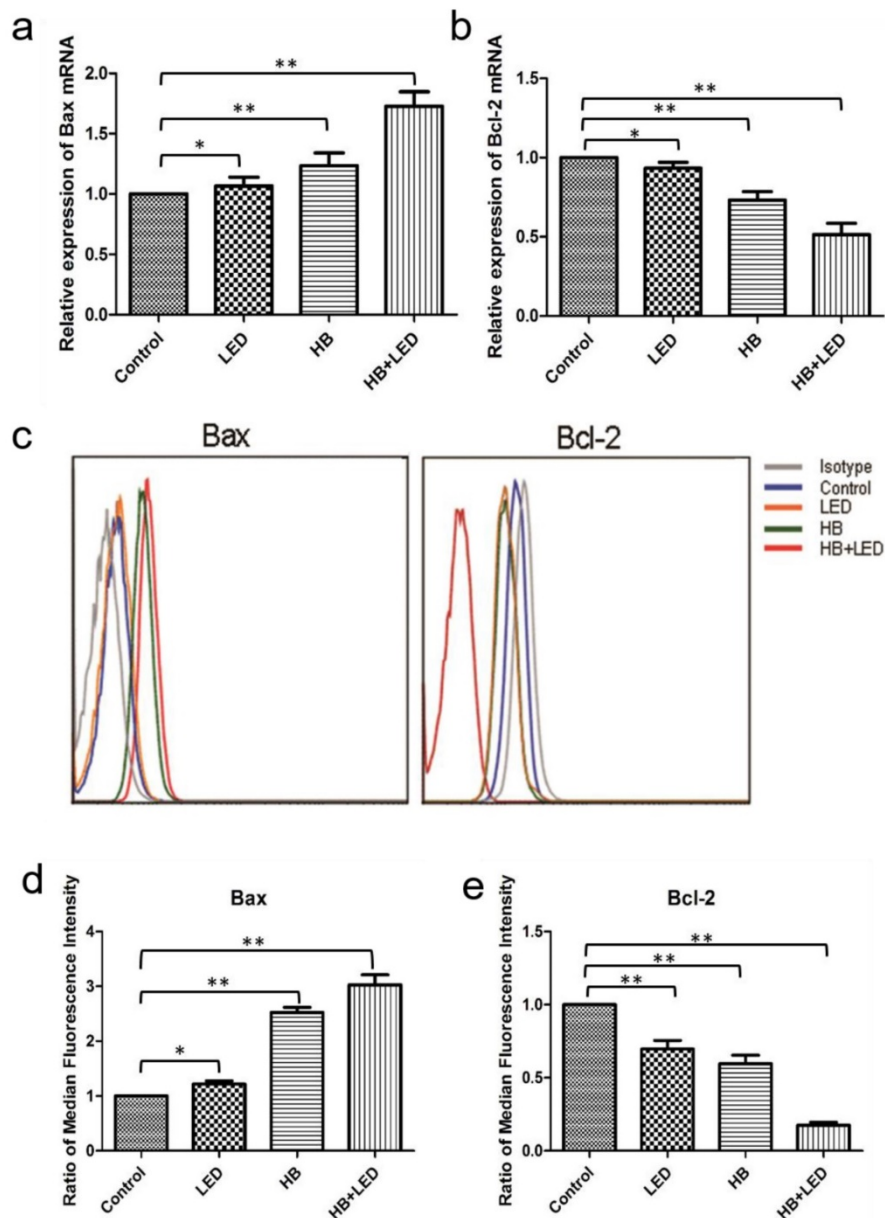 a
Relative expression of Bax mRNA
2.0
1.5
1.0
0.5
0.0
**
**
*
Control
LED
HB
HB+LED
b
Relative expression of Bcl-2 mRNA
1.5
1.0
0.5
0.0
**
**
*
Control
LED
HB
HB+LED
c
Bax
Bcl-2
Isotype
Control
LED
HB
HB+LED
d
Bax
Ratio of Median Fluorescence Intensity
4
3
2
1
0
**
**
*
Control
LED
HB
HB+LED
e
Bcl-2
Ratio of Median Fluorescence Intensity
1.5
1.0
0.5
0.0
**
**
**
Control
LED
HB
HB+LED